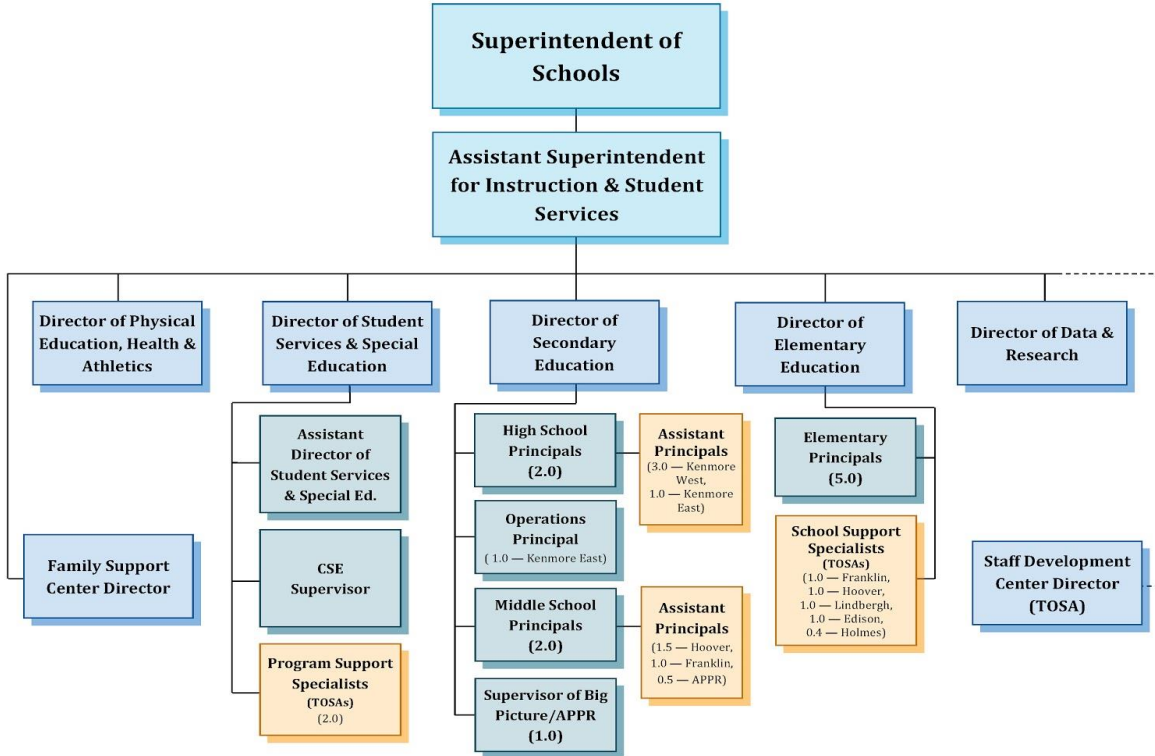 Superintendent of
Schools
Assistant Superintendent
for Instruction & Student
Services
Director of Physical
Education, Health &
Athletics
Director of Student
Services & Special
Education
Director of
Secondary
Education
Director of
Elementary
Education
Director of Data &
Research
Family Support
Center Director
Assistant
Director of
Student Services
& Special Ed.
CSE
Supervisor
Program Support
Specialists
(TOSAs)
(2.0)
High School
Principals
(2.0)
Assistant
Principals
(3.0 — Kenmore
West,
1.0 — Kenmore
East)
Operations
Principal
( 1.0 — Kenmore East)
Middle School
Principals
(2.0)
Assistant
Principals
(1.5 — Hoover,
1.0 — Franklin,
0.5 — APPR)
Supervisor of Big
Picture/APPR
(1.0)
Elementary
Principals
(5.0)
School Support
Specialists
(TOSAs)
(1.0 — Franklin,
1.0 — Hoover,
1.0 — Lindbergh,
1.0 — Edison,
0.4 — Holmes)
Staff Development
Center Director
(TOSA)